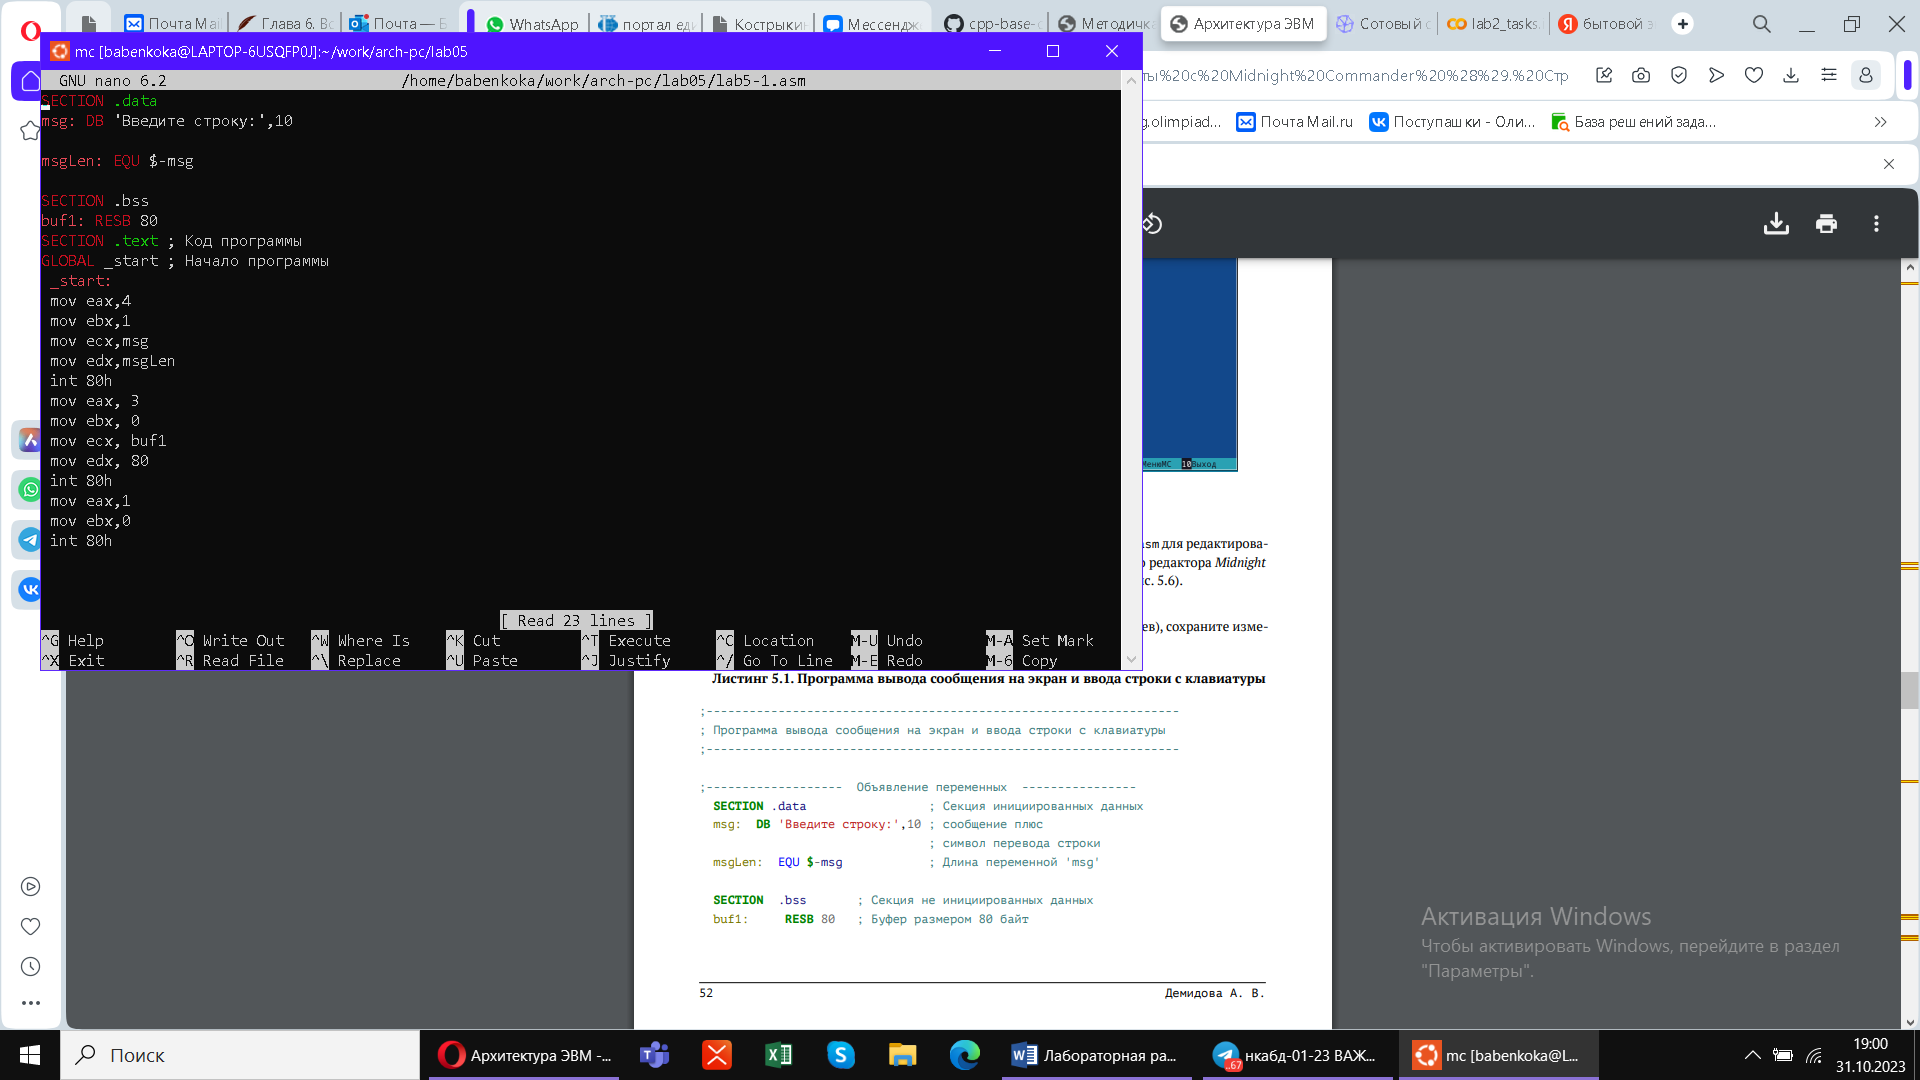 Почта Mai
Глава 6. Вс
Почта — Б
WhatsApp
портал еди
Кострыкин
Мессендж
cpp-base-c
Методичка
Архитектура ЭВМ
Сотовый с
lab2_tasks.
бытовой э
mc [babenkoka@LAPTOP-6USQFP0J]:~/work/arch-pc/lab05
ты%20с%20Midnight%20Commander%20%28%29.%20Стр
g.olimpiad...
Почта Mail.ru
Поступашки - Оли...
База решений зада...
GNU nano 6.2 /home/babenkoka/work/arch-pc/lab05/lab5-1.asm
SECTION .data
msg: DB 'Введите строку:',10
msgLen: EQU $-msg
SECTION .bss
buf1: RESB 80
SECTION .text ; Код программы
GLOBAL _start ; Начало программы
_start:
mov eax,4
mov ebx,1
mov ecx,msg
mov edx,msgLen
int 80h
mov eax, 3
mov ebx, 0
mov ecx, buf1
mov edx, 80
int 80h
mov eax,1
mov ebx,0
int 80h
[ Read 23 lines ]
^G Help ^O Write Out ^W Where Is ^K Cut ^T Execute ^C Location M-U Undo M-A Set Mark
^X Exit ^R Read File ^\ Replace ^U Paste ^J Justify ^/ Go To Line M-E Redo M-6 Copy
МенюMC 10Выход
asm для редактирова-
редактора Midnight
с. 5.6).
ев), сохраните изме-
Листинг 5.1. Программа вывода сообщения на экран и ввода строки с клавиатуры
;------------------------------------------------------------------
; Программа вывода сообщения на экран и ввода строки с клавиатуры
;------------------------------------------------------------------
;------------------- Объявление переменных ----------------
SECTION .data ; Секция инициированных данных
msg: DB 'Введите строку:',10 ; сообщение плюс
; символ перевода строки
msgLen: EQU $-msg ; Длина переменной 'msg'
SECTION .bss ; Секция не инициированных данных
buf1: RESB 80 ; Буфер размером 80 байт
52 Демидова А. В.
Активация Windows
Чтобы активировать Windows, перейдите в раздел
"Параметры".
Поиск
Архитектура ЭВМ -...
Лабораторная ра...
..67
нкабд-01-23 ВАЖ...
mc [babenkoka@L...
19:00
31.10.2023